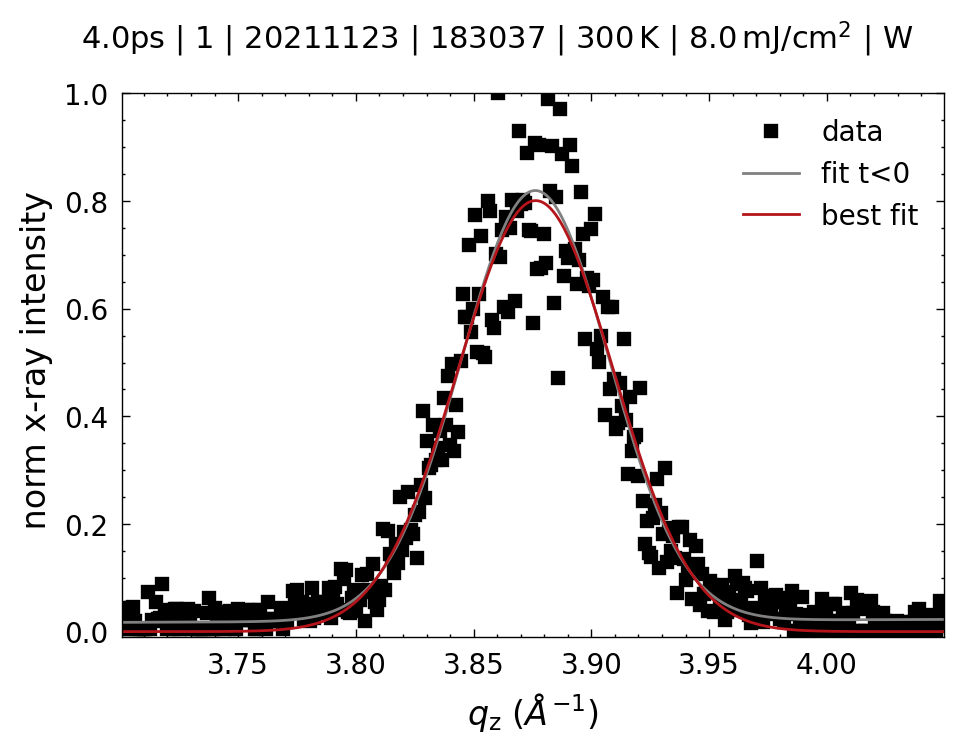 4.0ps | 1 | 20211123 | 183037 | 300 K | 8.0 mJ/cm² | W
1.0
data
fit t<0
best fit
0.8
0.6
0.4
0.2
0.0
norm x-ray intensity
3.75 3.80 3.85 3.90 3.95 4.00
q_z (Å⁻¹)